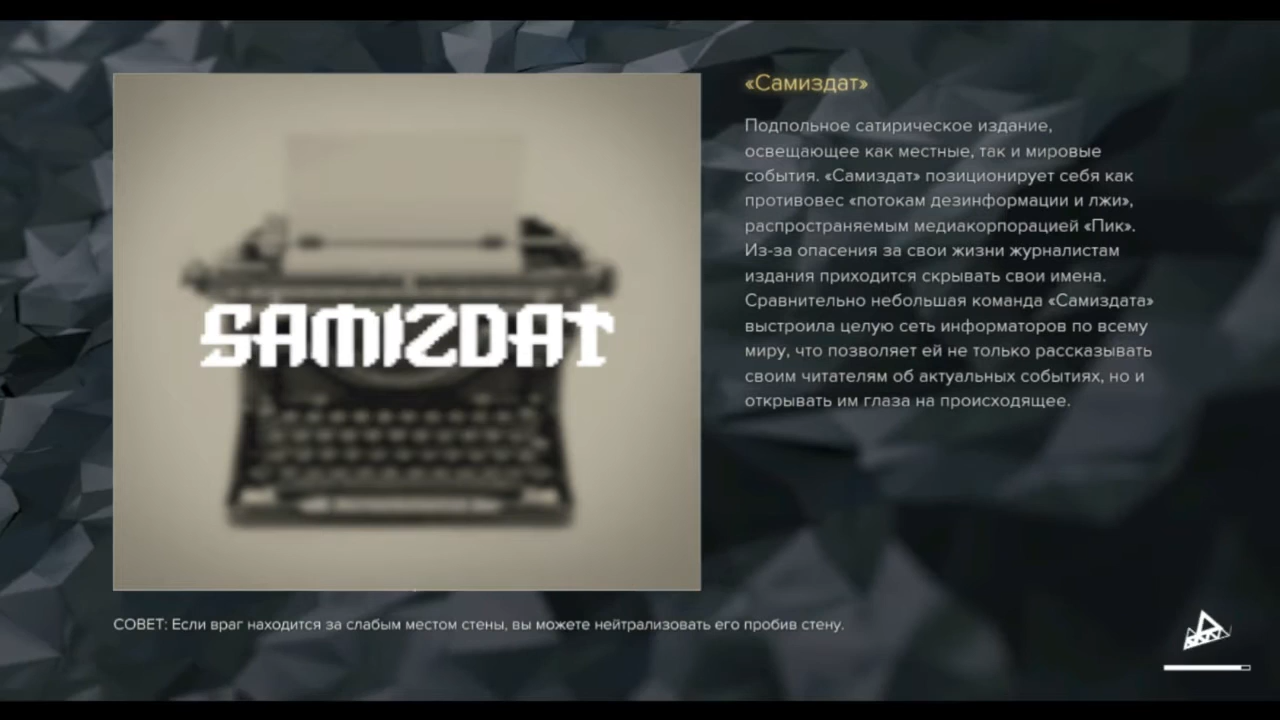 SAMIZDAT
«Самиздат»
Подпольное сатирическое издание,
освещающее как местные, так и мировые
события. «Самиздат» позиционирует себя как
противовес «потокам дезинформации и лжи»,
распространяемым медиакорпорацией «Пик».
Из-за опасения за свои жизни журналистам
издания приходится скрывать свои имена.
Сравнительно небольшая команда «Самиздата»
выстроила целую сеть информаторов по всему
миру, что позволяет ей не только рассказывать
своим читателям об актуальных событиях, но и
открывать им глаза на происходящее.
СОВЕТ: Если враг находится за слабым местом стены, вы можете нейтрализовать его пробив стену.